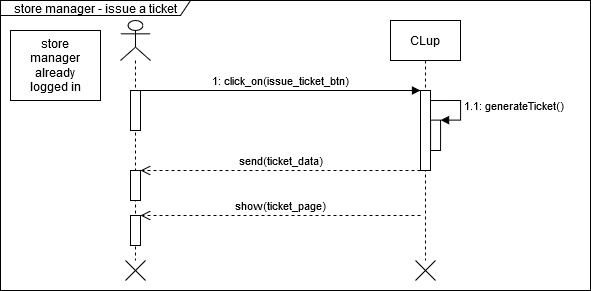 store manager - issue a ticket
store
manager
already
logged in
CLup
1: click_on(issue_ticket_btn)
1.1: generateTicket()
send(ticket_data)
show(ticket_page)